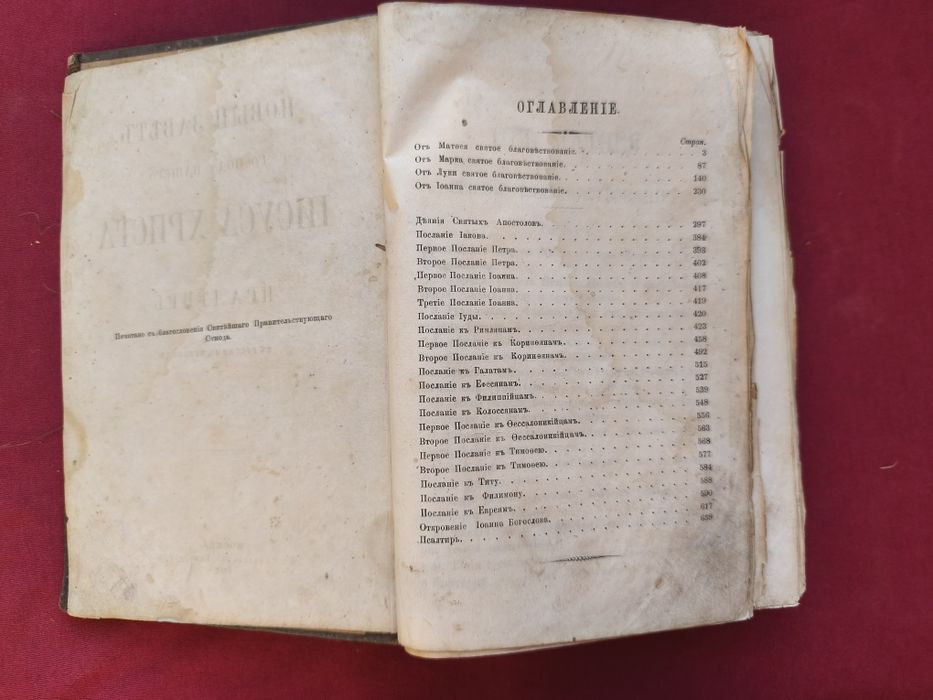 Печатано съ благословенія Святѣйшаго Правительствующаго
Сѵнода.
ОГЛАВЛЕНІЕ.
Стран.
Отъ Матѳея святое благовѣствованіе. 3
Отъ Марка святое благовѣствованіе. 87
Отъ Луки святое благовѣствованіе. 140
Отъ Іоанна святое благовѣствованіе. 230
Дѣянія Святыхъ Апостоловъ. 297
Посланіе Іакова. 384
Первое Посланіе Петра. 393
Второе Посланіе Петра. 402
Первое Посланіе Іоанна. 408
Второе Посланіе Іоанна. 417
Третіе Посланіе Іоанна. 419
Посланіе Іуды. 420
Посланіе къ Римлянамъ. 423
Первое Посланіе къ Коринѳянамъ. 458
Второе Посланіе къ Коринѳянамъ. 492
Посланіе къ Галатамъ. 515
Посланіе къ Ефесянамъ. 527
Посланіе къ Филиппійцамъ. 539
Посланіе къ Колоссянамъ. 548
Первое Посланіе къ Ѳессалоникійцамъ. 556
Второе Посланіе къ Ѳессалоникійцамъ. 563
Первое Посланіе къ Тимоѳею. 568
Второе Посланіе къ Тимоѳею. 577
Посланіе къ Титу. 584
Посланіе къ Филимону. 588
Посланіе къ Евреямъ. 590
Откровеніе Іоанна Богослова. 617
Псалтирь. 658